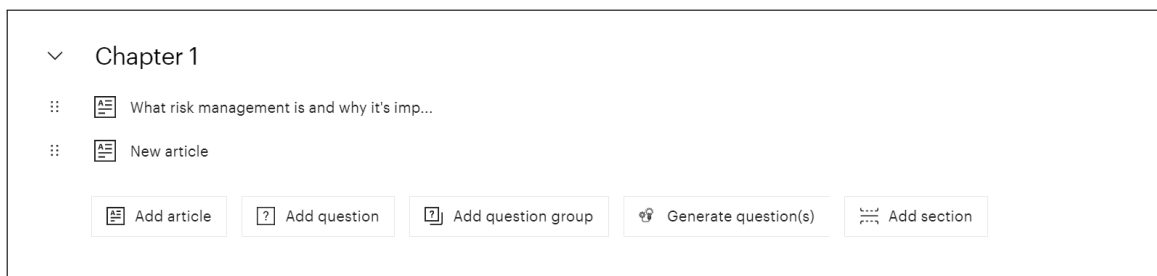 Chapter 1
What risk management is and why it's imp...
New article
Add article
Add question
Add question group
Generate question(s)
Add section